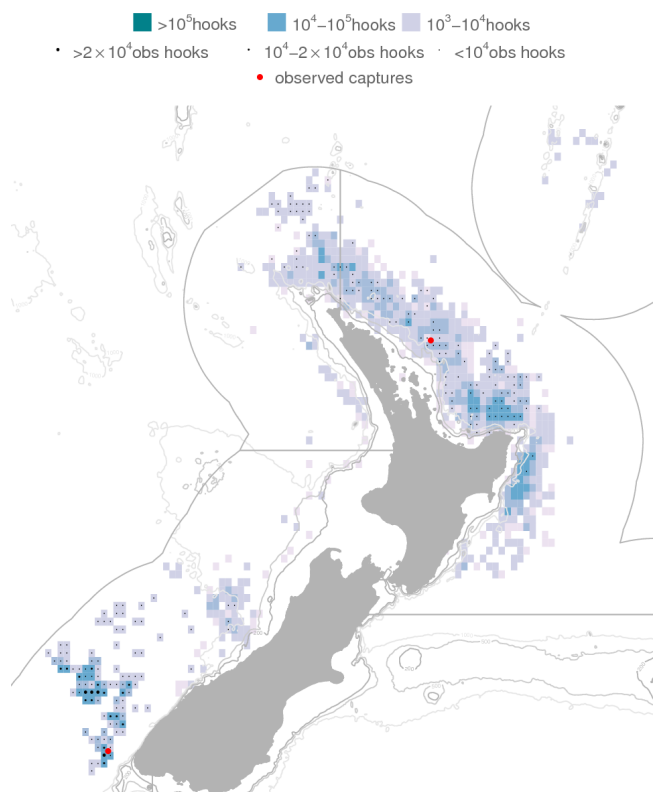 >10⁵hooks 10⁴–10⁵hooks 10³–10⁴hooks
>2×10⁴obs hooks 10⁴–2×10⁴obs hooks <10⁴obs hooks
observed captures